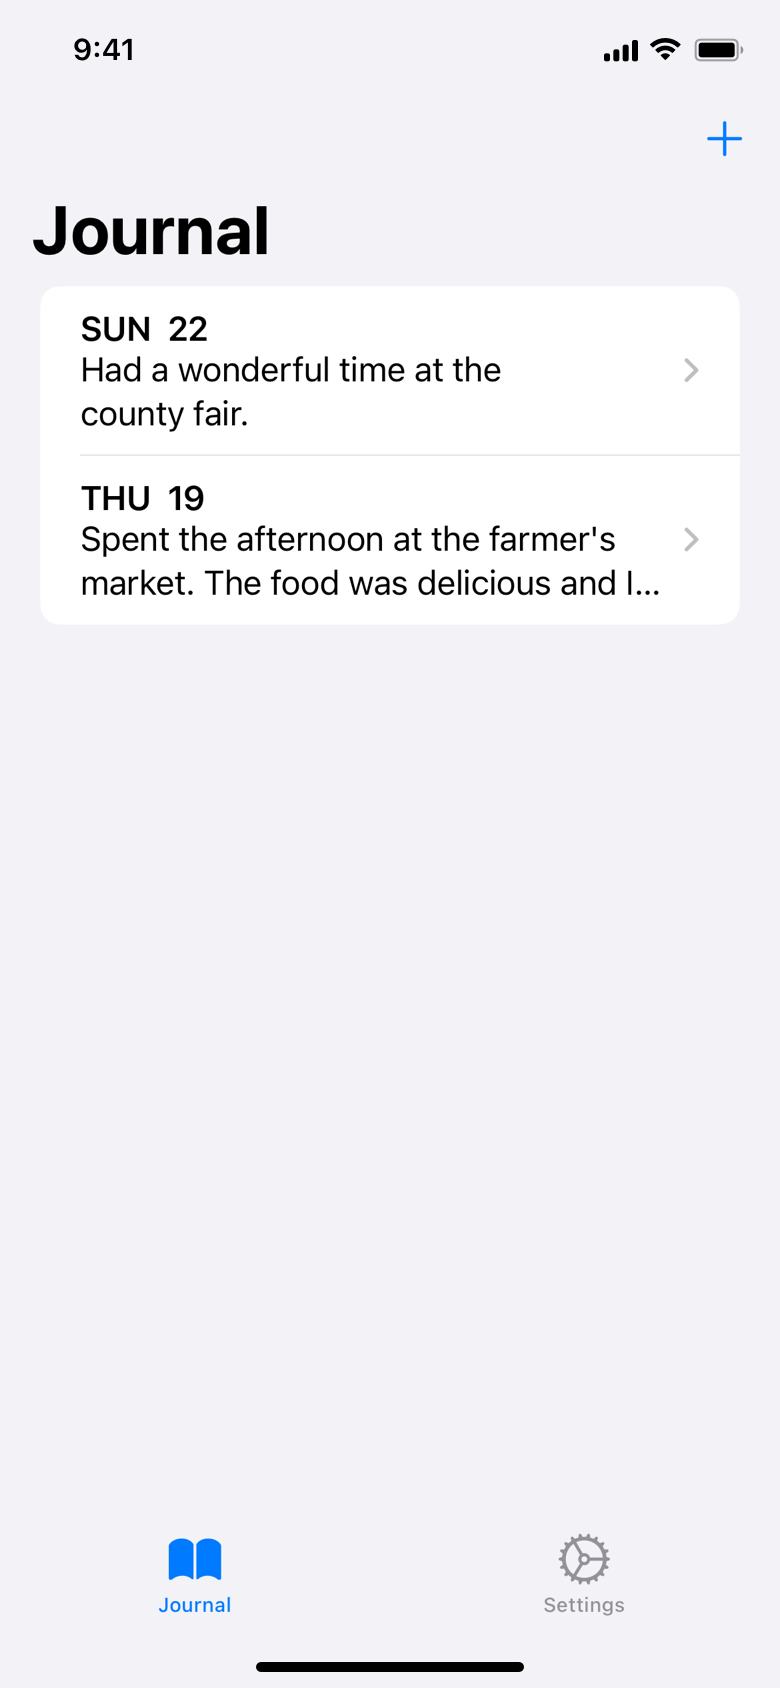 9:41
Journal
SUN 22
Had a wonderful time at the
county fair.
THU 19
Spent the afternoon at the farmer's
market. The food was delicious and I...
Journal
Settings